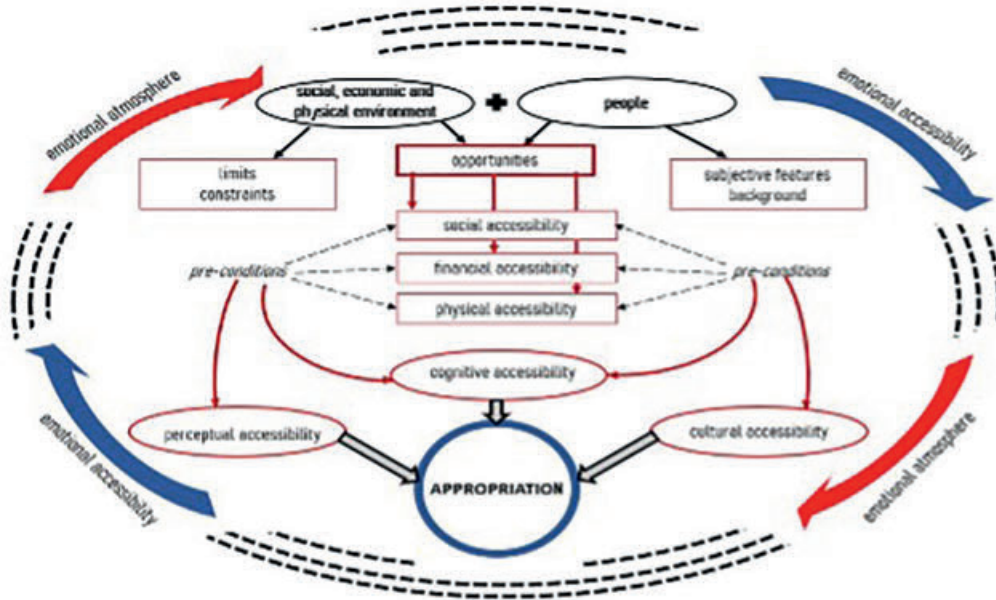 emotional atmosphere
emotional accessibility
social, economic and
physical environment
+
people
limits
constraints
opportunities
subjective features
background
social accessibility
pre-conditions
financial accessibility
pre-conditions
physical accessibility
cognitive accessibility
perceptual accessibility
cultural accessibility
APPROPRIATION
emotional accessibility
emotional atmosphere